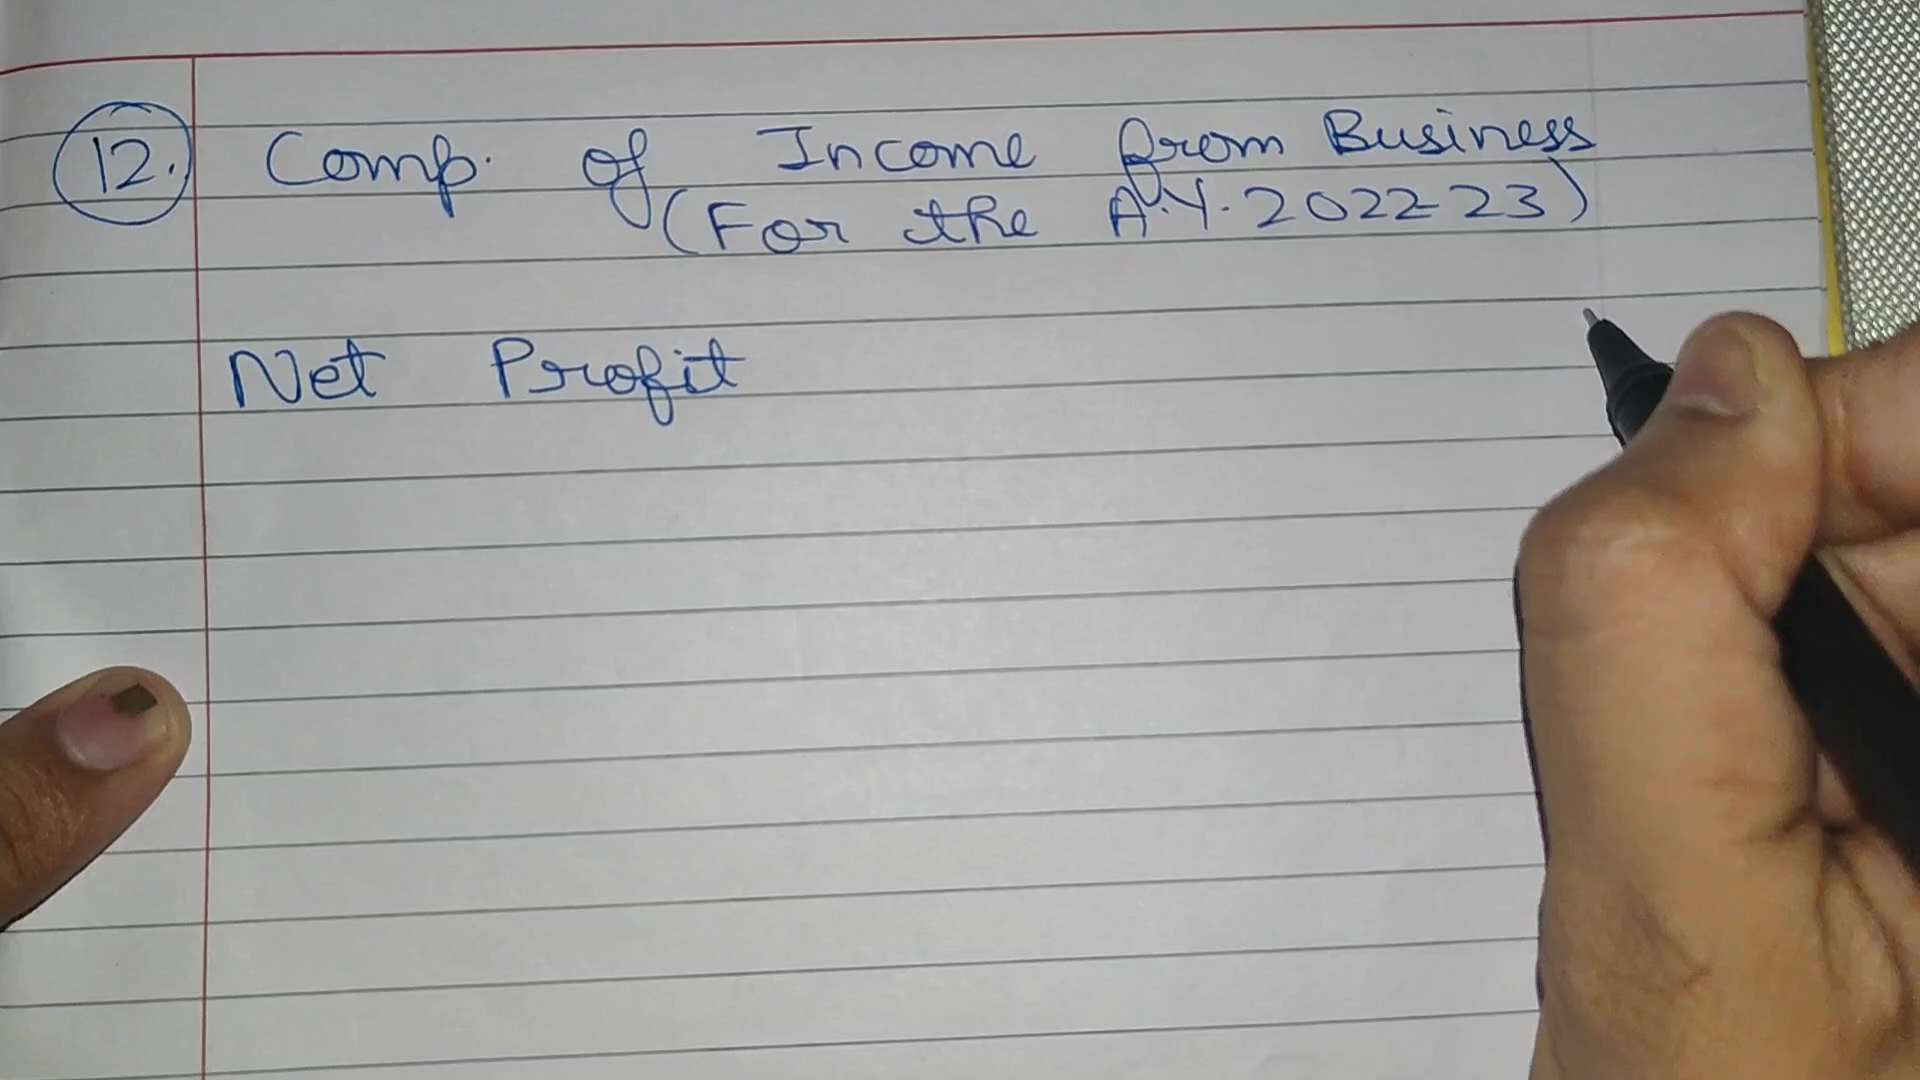 12. Comp. of Income from Business
(For the A.Y. 2022-23)
Net Profit